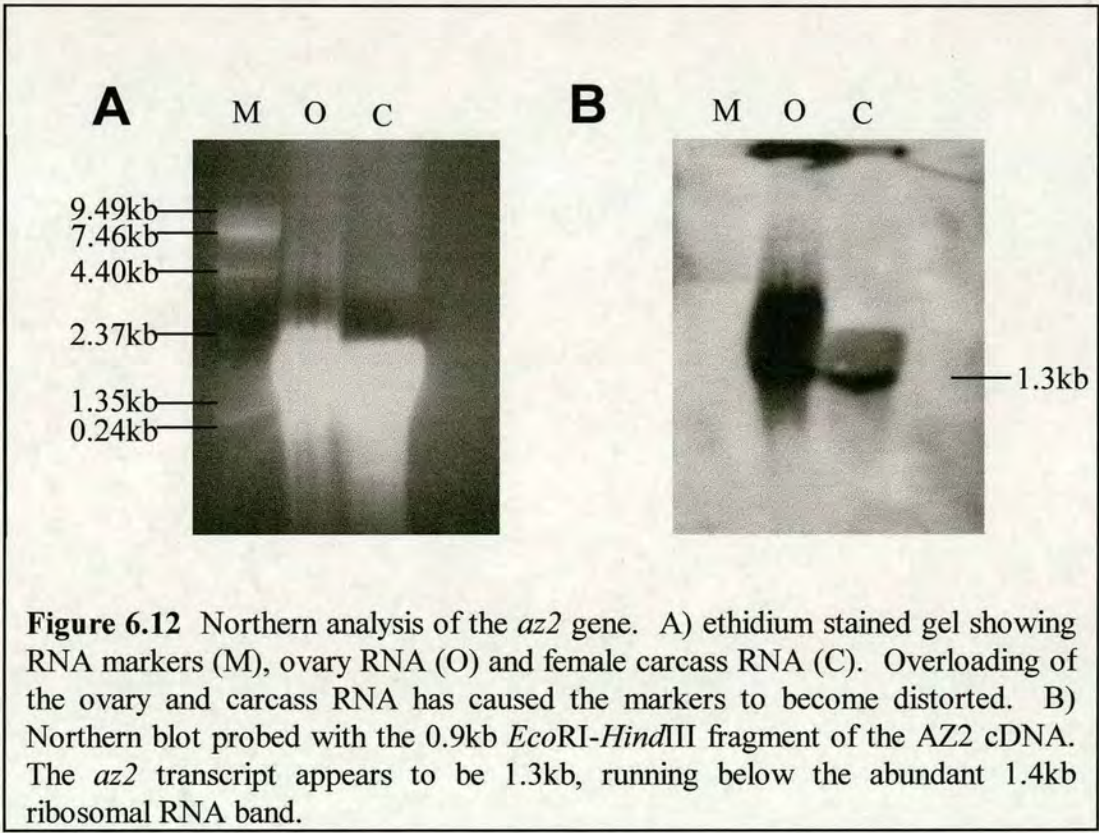 A
M O C
9.49kb
7.46kb
4.40kb
2.37kb
1.35kb
0.24kb
B
M O C
1.3kb
Figure 6.12 Northern analysis of the az2 gene. A) ethidium stained gel showing
RNA markers (M), ovary RNA (O) and female carcass RNA (C). Overloading of
the ovary and carcass RNA has caused the markers to become distorted. B)
Northern blot probed with the 0.9kb EcoRI-HindIII fragment of the AZ2 cDNA.
The az2 transcript appears to be 1.3kb, running below the abundant 1.4kb
ribosomal RNA band.